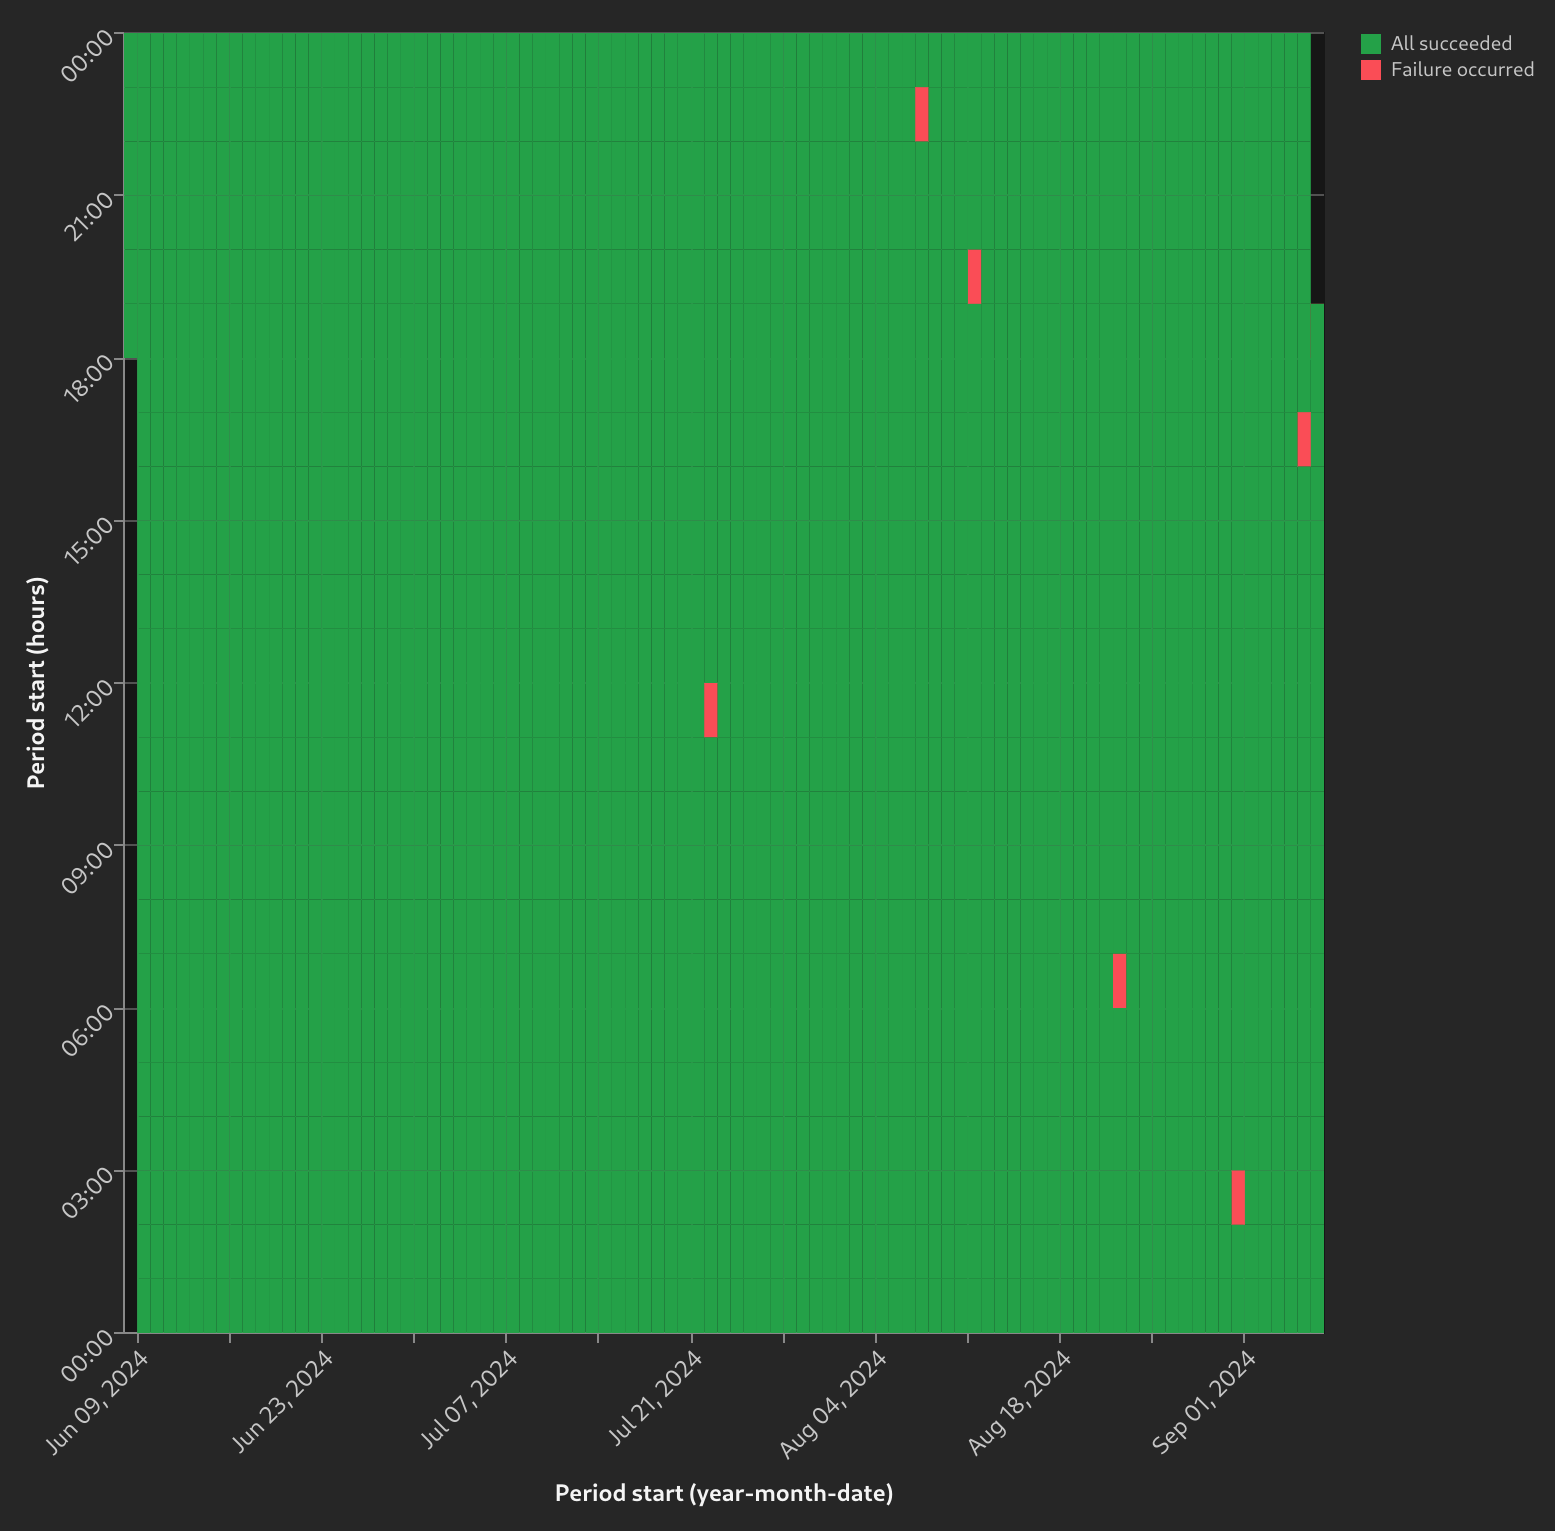 All succeeded
Failure occurred
00:00
21:00
18:00
15:00
12:00
09:00
06:00
03:00
00:00
Period start (hours)
Jun 09, 2024
Jun 23, 2024
Jul 07, 2024
Jul 21, 2024
Aug 04, 2024
Aug 18, 2024
Sep 01, 2024
Period start (year-month-date)